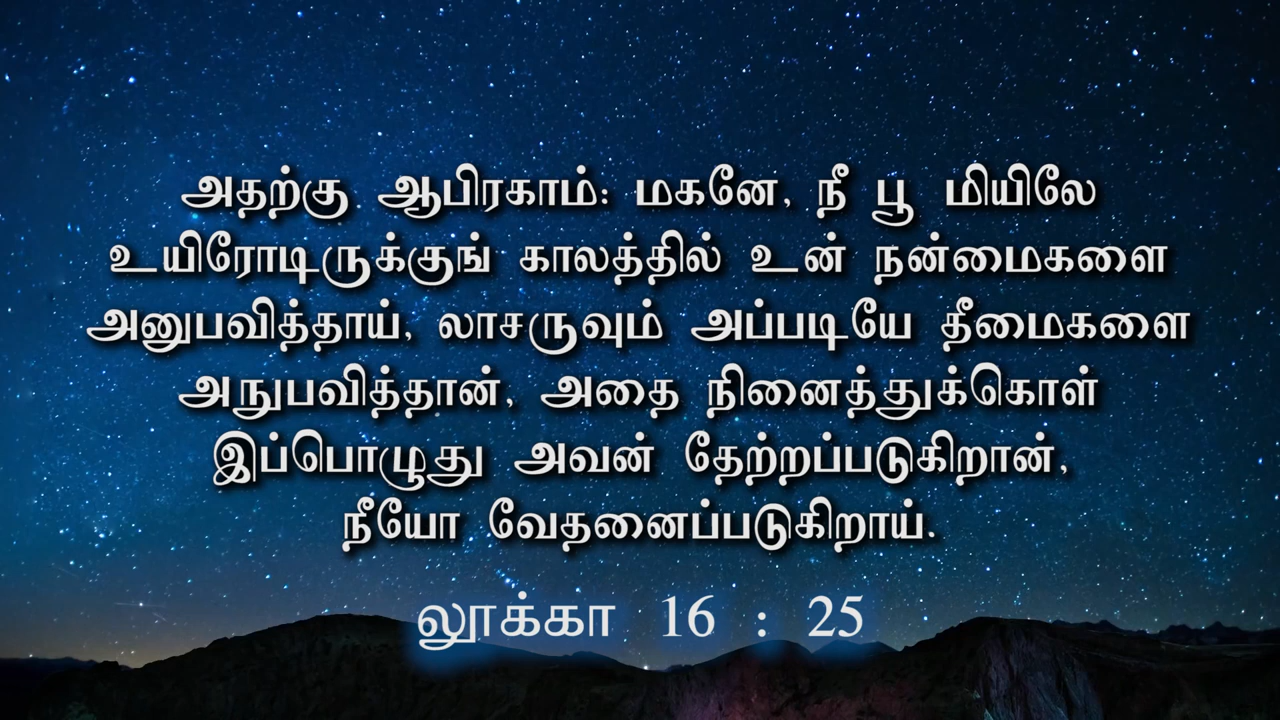 அதற்கு ஆபிரகாம்: மகனே, நீ பூ மியிலே
உயிரோடிருக்குங் காலத்தில் உன் நன்மைகளை
அனுபவித்தாய், லாசருவும் அப்படியே தீமைகளை
அநுபவித்தான், அதை நினைத்துக்கொள்
இப்பொழுது அவன் தேற்றப்படுகிறான்,
நீயோ வேதனைப்படுகிறாய்.
லூக்கா 16 : 25